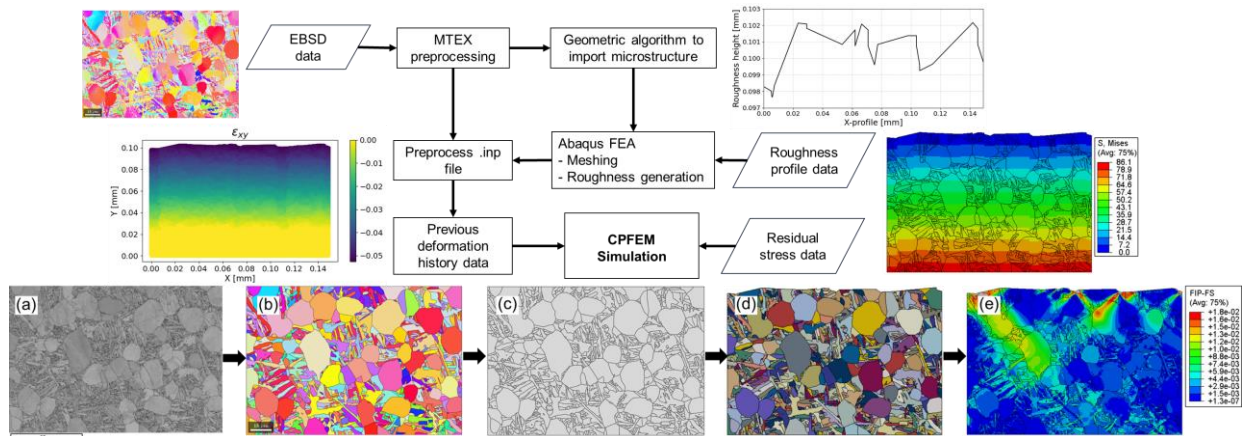 EBSD
data
MTEX
preprocessing
Geometric algorithm to
import microstructure
Roughness height [mm]
0.103
0.102
0.101
0.100
0.099
0.098
0.097
0.00 0.02 0.04 0.06 0.08 0.10 0.12 0.14
X-profile [mm]
ε_xy
Y [mm]
0.10
0.08
0.06
0.04
0.02
0.00
0.00 0.02 0.04 0.06 0.08 0.10 0.12 0.14
X [mm]
0.00
−0.01
−0.02
−0.03
−0.04
−0.05
Preprocess .inp
file
Abaqus FEA
- Meshing
- Roughness generation
Roughness
profile data
Previous
deformation
history data
CPFEM
Simulation
Residual
stress data
S, Mises
(Avg: 75%)
86.1
78.9
71.8
64.6
57.4
50.2
43.1
35.9
28.7
21.5
14.4
7.2
0.0
(a)
(b)
(c)
(d)
(e)
FIP-FS
(Avg: 75%)
+1.8e-02
+1.6e-02
+1.5e-02
+1.3e-02
+1.2e-02
+1.0e-02
+8.8e-03
+7.4e-03
+5.9e-03
+4.4e-03
+2.9e-03
+1.5e-03
+1.3e-07